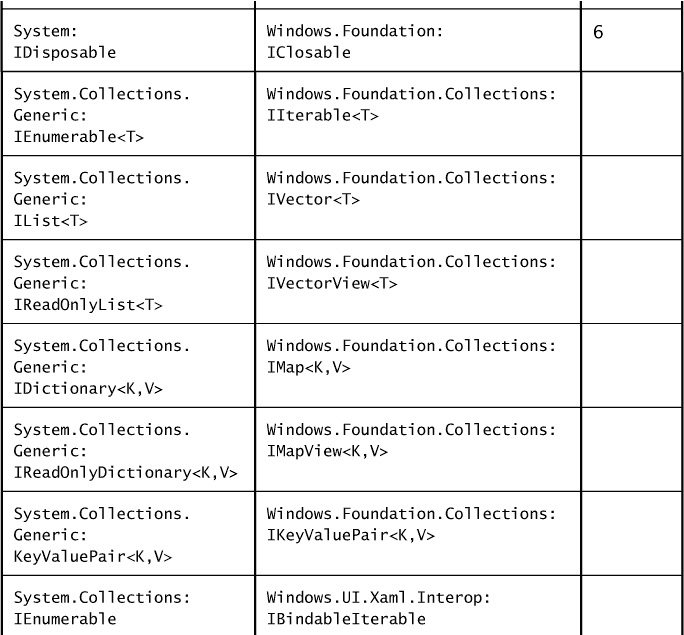 System: Windows.Foundation: 6
IDisposable IClosable
System.Collections. Windows.Foundation.Collections:
Generic: IIterable<T>
IEnumerable<T>
System.Collections. Windows.Foundation.Collections:
Generic: IVector<T>
IList<T>
System.Collections. Windows.Foundation.Collections:
Generic: IVectorView<T>
IReadOnlyList<T>
System.Collections. Windows.Foundation.Collections:
Generic: IMap<K,V>
IDictionary<K,V>
System.Collections. Windows.Foundation.Collections:
Generic: IMapView<K,V>
IReadOnlyDictionary<K,V>
System.Collections. Windows.Foundation.Collections:
Generic: IKeyValuePair<K,V>
KeyValuePair<K,V>
System.Collections: Windows.UI.Xaml.Interop:
IEnumerable IBindableIterable